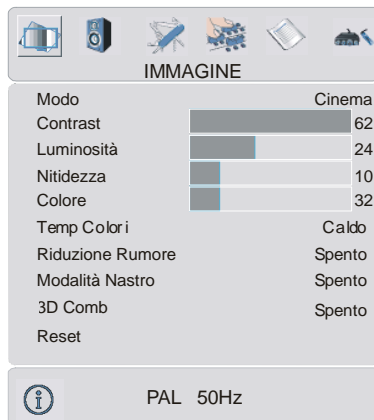 IMMAGINE
Modo Cinema
Contrast 62
Luminosità 24
Nitidezza 10
Colore 32
Temp Colori Caldo
Riduzione Rumore Spento
Modalità Nastro Spento
3D Comb Spento
Reset
PAL 50Hz